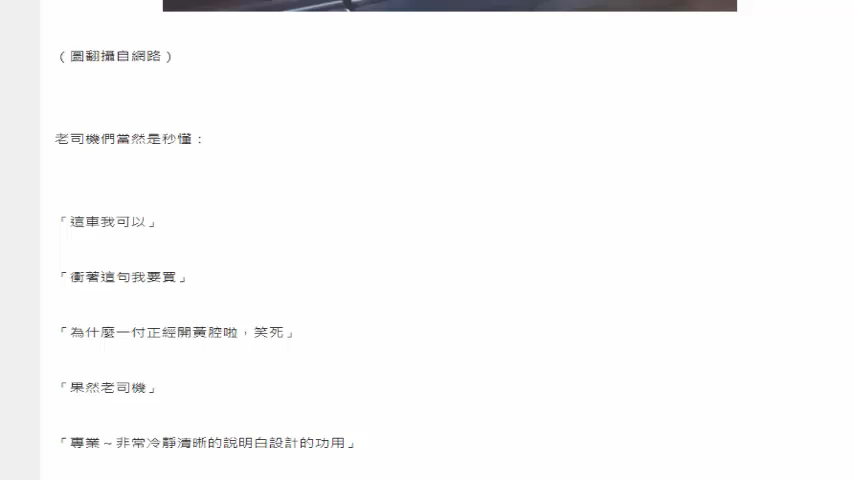 （圖翻攝自網路）
老司機們當然是秒懂：
「這車我可以」
「衝著這句我要買」
「為什麼一付正經開黃腔啦，笑死」
「果然老司機」
「專業～非常冷靜清晰的說明白設計的功用」